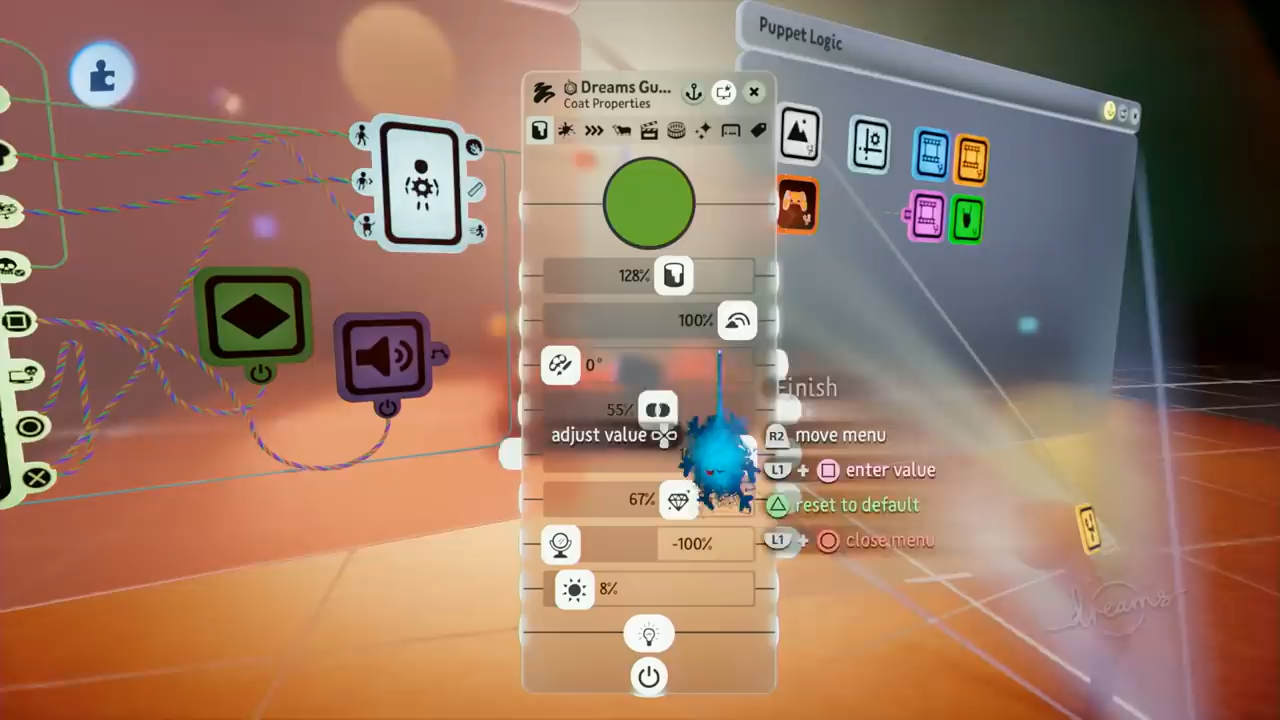 Puppet Logic
Dreams Gu...
Coat Properties
128%
100%
0°
55%
Finish
adjust value
R2 move menu
L1 + enter value
67%
reset to default
-100%
L1 + close menu
8%
dreams